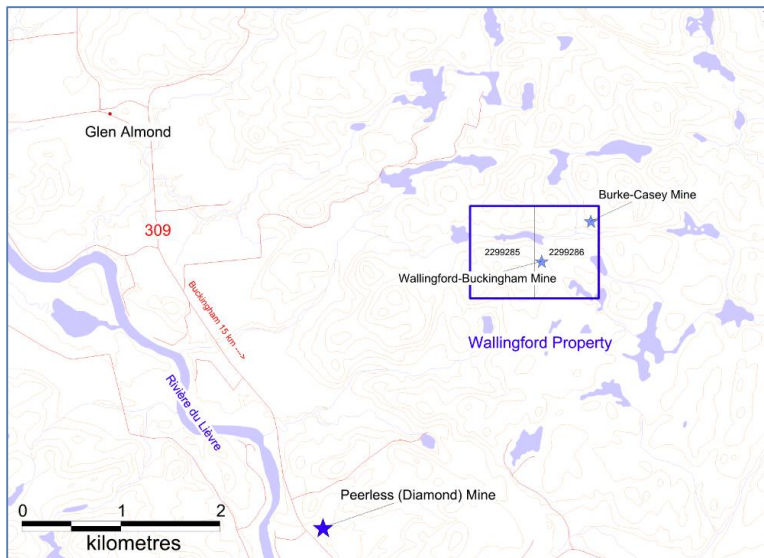 Glen Almond
Burke-Casey Mine
309
2299285
2299286
Wallingford-Buckingham Mine
Buckingham 15 km -->
Wallingford Property
Rivière du Lièvre
Peerless (Diamond) Mine
0 1 2
kilometres